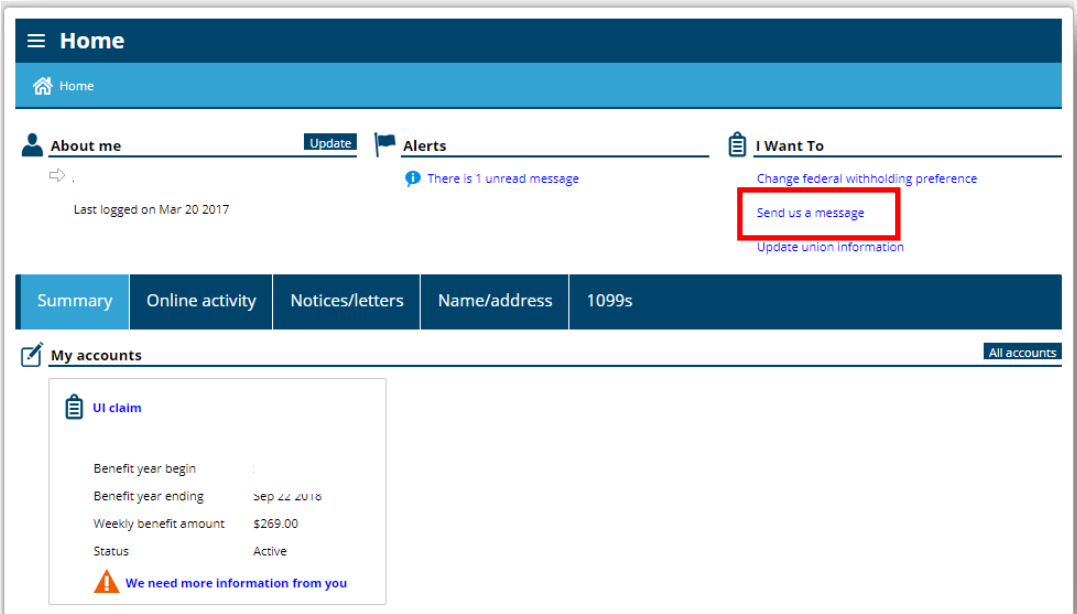 Home
Home
About me
Update
Last logged on Mar 20 2017
Alerts
There is 1 unread message
I Want To
Change federal withholding preference
Send us a message
Update union information
Summary
Online activity
Notices/letters
Name/address
1099s
My accounts
All accounts
UI claim
Benefit year begin
Benefit year ending Sep 22 2018
Weekly benefit amount $269.00
Status Active
We need more information from you